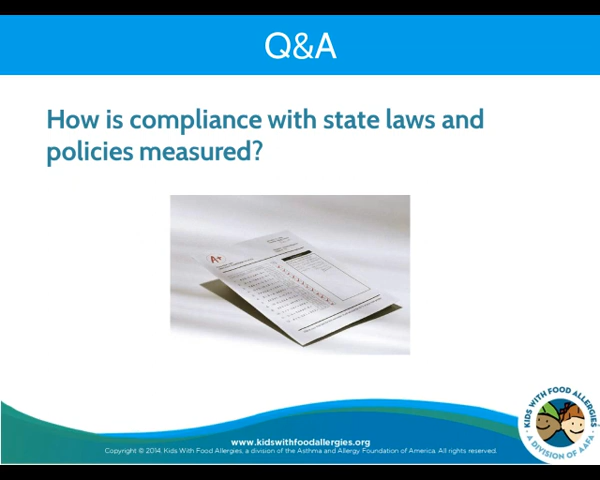 Q&A
How is compliance with state laws and
policies measured?
A+
KIDS WITH FOOD ALLERGIES
A DIVISION OF AAFA
www.kidswithfoodallergies.org
Copyright © 2014, Kids With Food Allergies, a division of the Asthma and Allergy Foundation of America. All rights reserved.